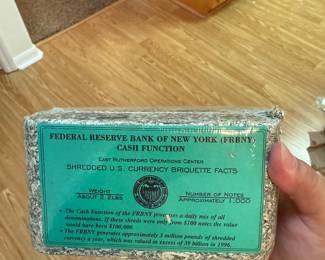 FEDERAL RESERVE BANK OF NEW YORK (FRBNY)
CASH FUNCTION
EAST RUTHERFORD OPERATIONS CENTER
SHREDDED U.S. CURRENCY BRIQUETTE FACTS
WEIGHT
ABOUT 2.2LBS
NUMBER OF NOTES
APPROXIMATELY 1,000
• The Cash Function of the FRBNY processes a daily mix of all
denominations. If these shreds were only from $100 notes the value
would have been $100,000.
• The FRBNY generates approximately 3 million pounds of shredded
currency a year, which was valued in excess of 39 billion in 1996.